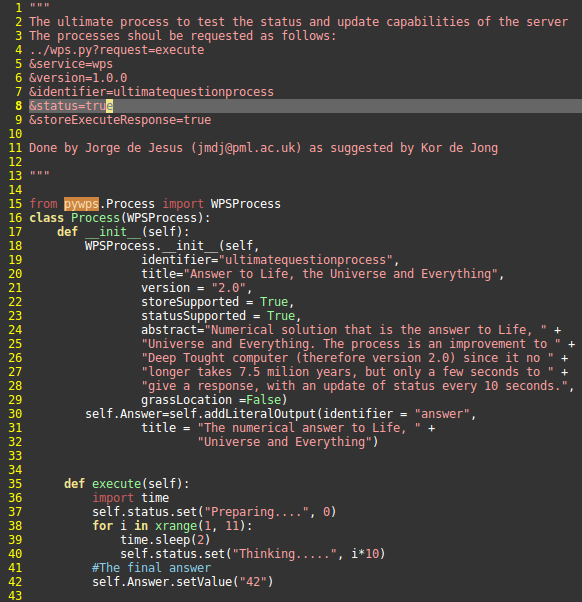 1 """
2 The ultimate process to test the status and update capabilities of the server
3 The processes shoul be requested as follows:
4 ../wps.py?request=execute
5 &service=wps
6 &version=1.0.0
7 &identifier=ultimatequestionprocess
8 &status=true
9 &storeExecuteResponse=true
10
11 Done by Jorge de Jesus (jmdj@pml.ac.uk) as suggested by Kor de Jong
12
13 """
14
15 from pywps.Process import WPSProcess
16 class Process(WPSProcess):
17     def __init__(self):
18         WPSProcess.__init__(self,
19                 identifier="ultimatequestionprocess",
20                 title="Answer to Life, the Universe and Everything",
21                 version = "2.0",
22                 storeSupported = True,
23                 statusSupported = True,
24                 abstract="Numerical solution that is the answer to Life, " +
25                 "Universe and Everything. The process is an improvement to " +
26                 "Deep Tought computer (therefore version 2.0) since it no " +
27                 "longer takes 7.5 milion years, but only a few seconds to " +
28                 "give a response, with an update of status every 10 seconds.",
29                 grassLocation =False)
30         self.Answer=self.addLiteralOutput(identifier = "answer",
31                 title = "The numerical answer to Life, " +
32                         "Universe and Everything")
33
34
35      def execute(self):
36          import time
37          self.status.set("Preparing....", 0)
38          for i in xrange(1, 11):
39              time.sleep(2)
40              self.status.set("Thinking.....", i*10)
41          #The final answer
42          self.Answer.setValue("42")
43